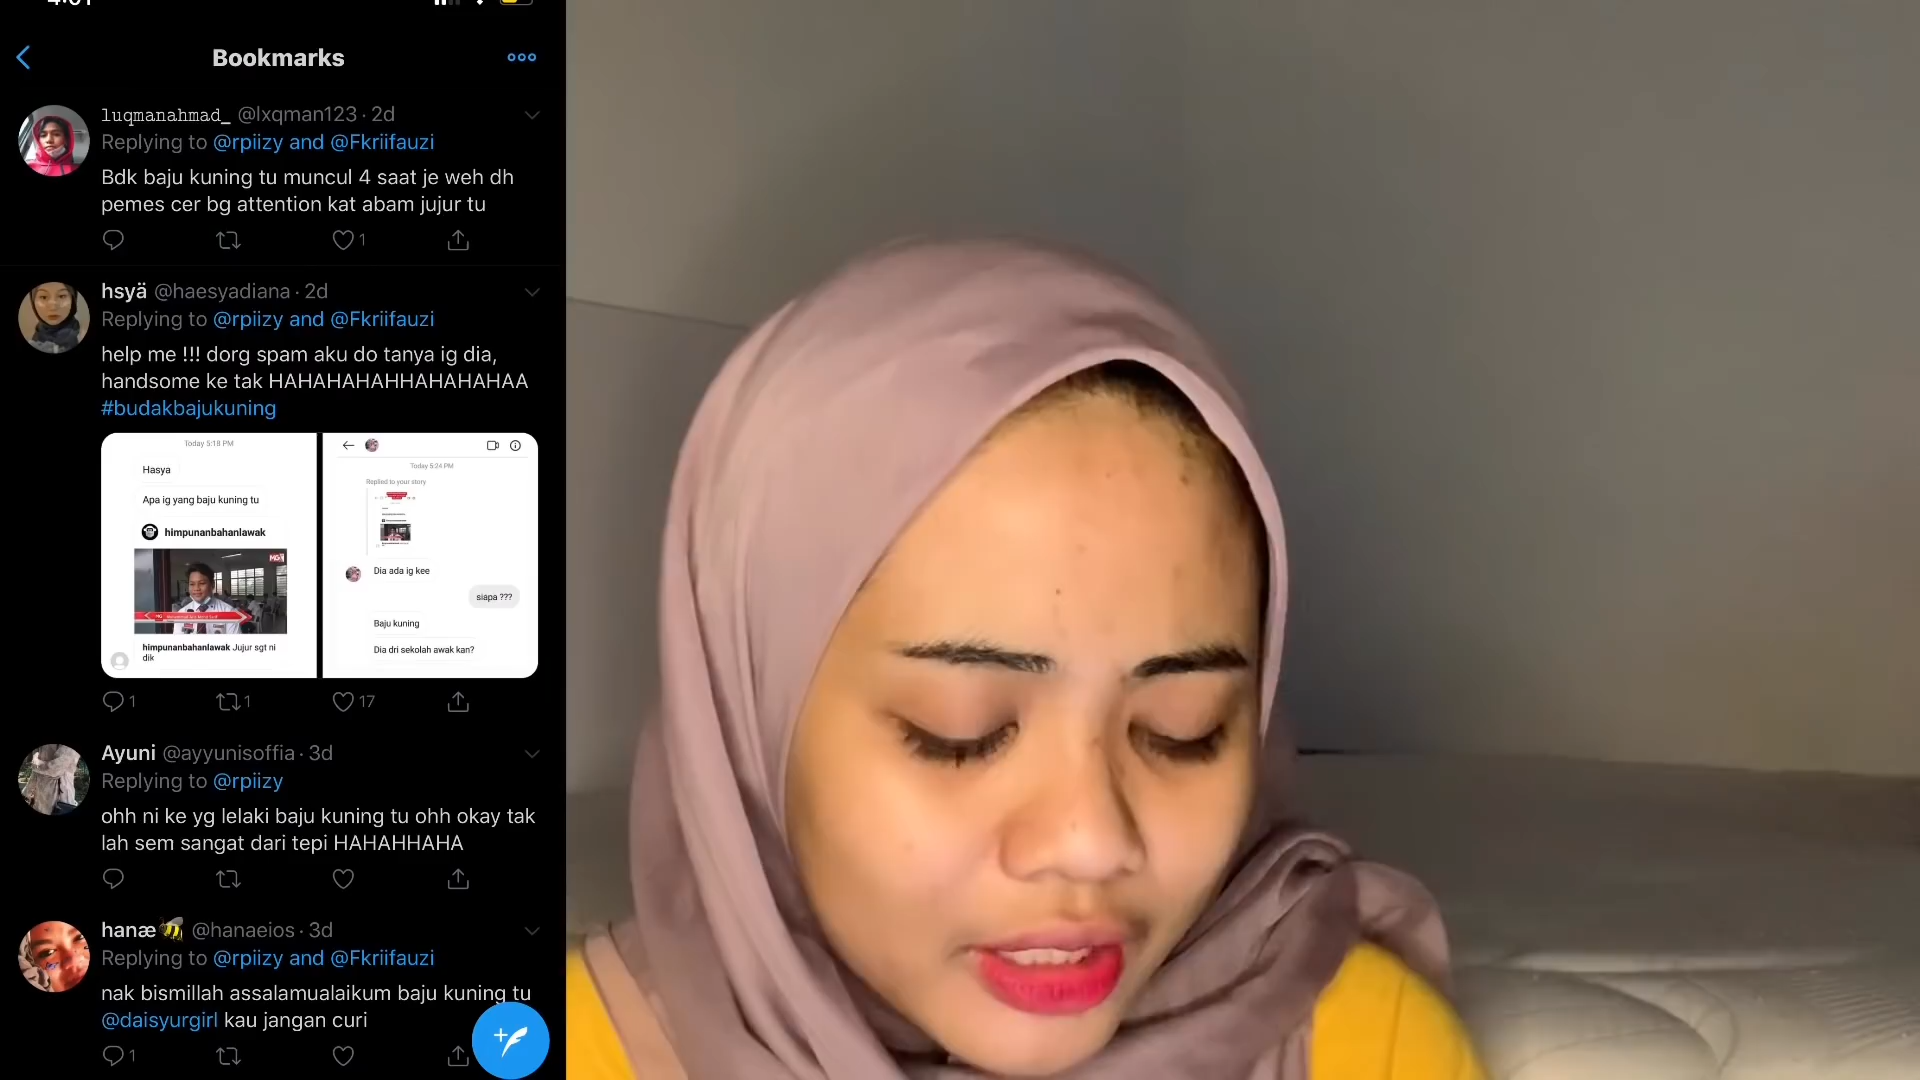 4:01
Bookmarks
luqmanahmad_ @lxqman123 · 2d
Replying to @rpiizy and @Fkriifauzi
Bdk baju kuning tu muncul 4 saat je weh dh
pemes cer bg attention kat abam jujur tu
1
hsyä @haesyadiana · 2d
Replying to @rpiizy and @Fkriifauzi
help me !!! dorg spam aku do tanya ig dia,
handsome ke tak HAHAHAHAHHAHAHAHAA
#budakbajukuning
Today 5:18 PM
Hasya
Apa ig yang baju kuning tu
himpunanbahanlawak
MG
himpunanbahanlawak Jujur sgt ni
dik
Today 5:24 PM
Replied to your story
Dia ada ig kee
siapa ???
Baju kuning
Dia dri sekolah awak kan?
1 1 17
Ayuni @ayyunisoffia · 3d
Replying to @rpiizy
ohh ni ke yg lelaki baju kuning tu ohh okay tak
lah sem sangat dari tepi HAHAHHAHA
hanæ🐝 @hanaeios · 3d
Replying to @rpiizy and @Fkriifauzi
nak bismillah assalamualaikum baju kuning tu
@daisyurgirl kau jangan curi
1